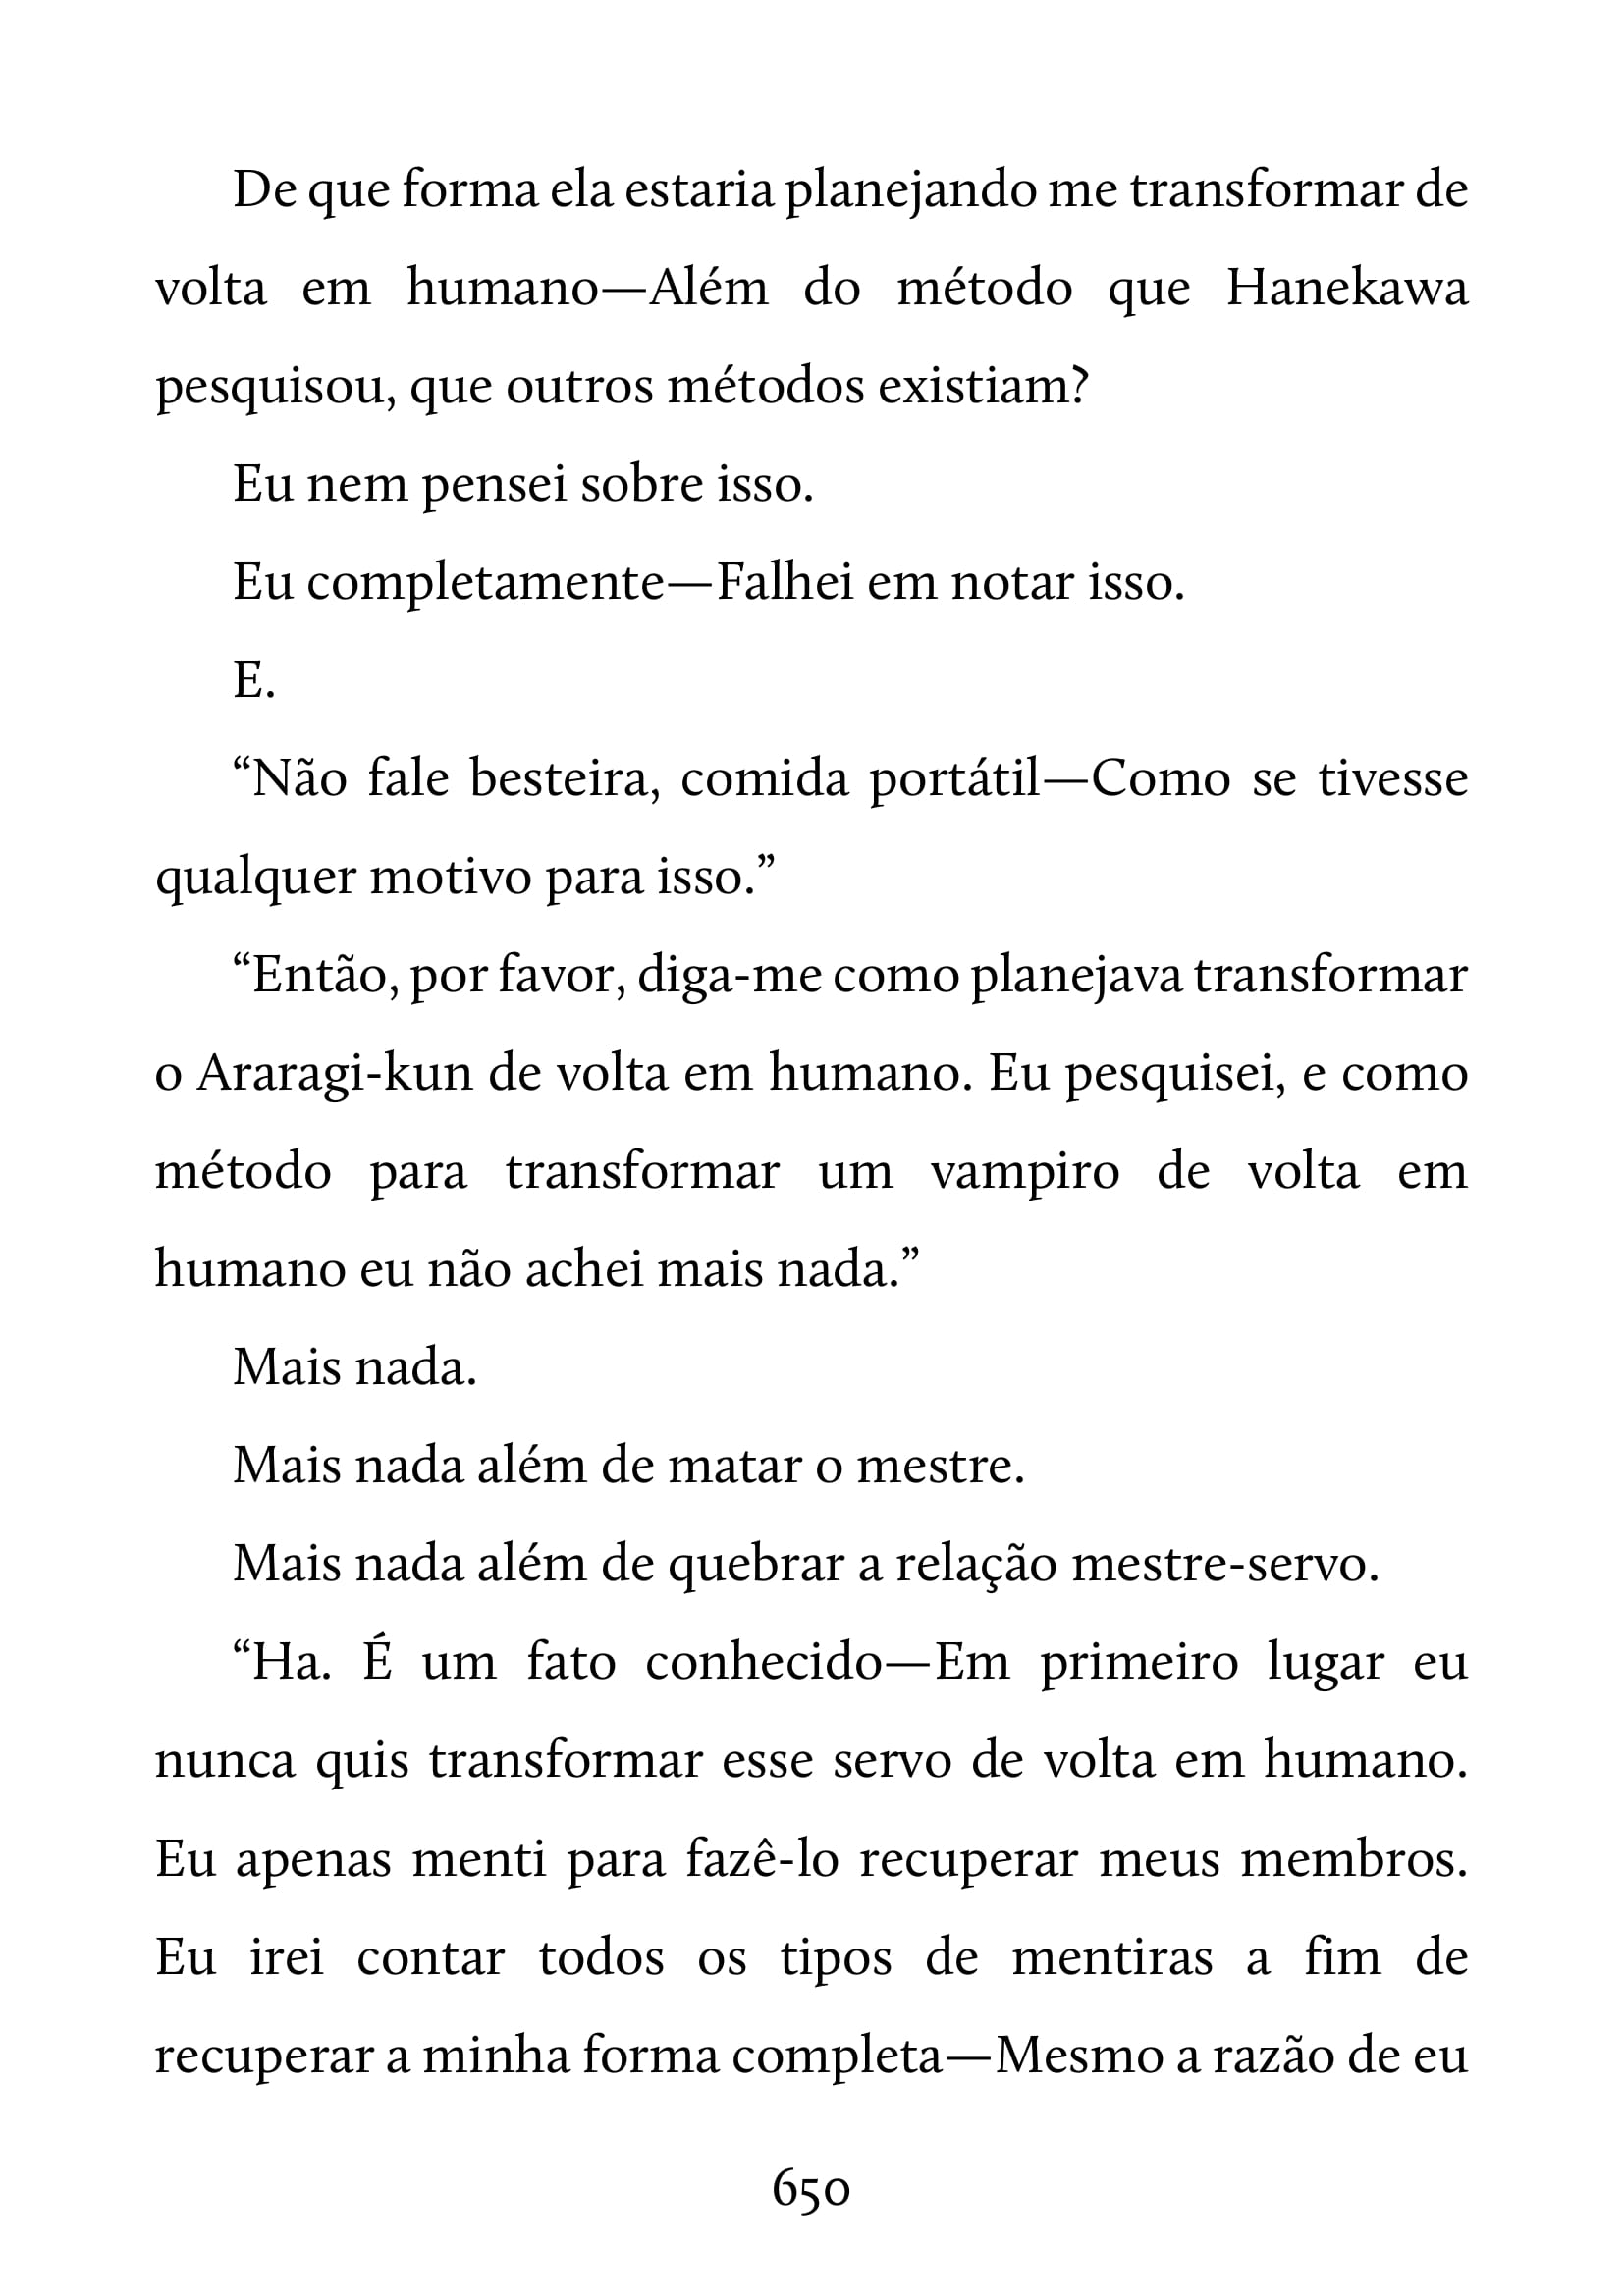 De que forma ela estaria planejando me transformar de
volta em humano—Além do método que Hanekawa
pesquisou, que outros métodos existiam?
Eu nem pensei sobre isso.
Eu completamente—Falhei em notar isso.
E.
“Não fale besteira, comida portátil—Como se tivesse
qualquer motivo para isso.”
“Então, por favor, diga-me como planejava transformar
o Araragi-kun de volta em humano. Eu pesquisei, e como
método para transformar um vampiro de volta em
humano eu não achei mais nada.”
Mais nada.
Mais nada além de matar o mestre.
Mais nada além de quebrar a relação mestre-servo.
“Ha. É um fato conhecido—Em primeiro lugar eu
nunca quis transformar esse servo de volta em humano.
Eu apenas menti para fazê-lo recuperar meus membros.
Eu irei contar todos os tipos de mentiras a fim de
recuperar a minha forma completa—Mesmo a razão de eu
650